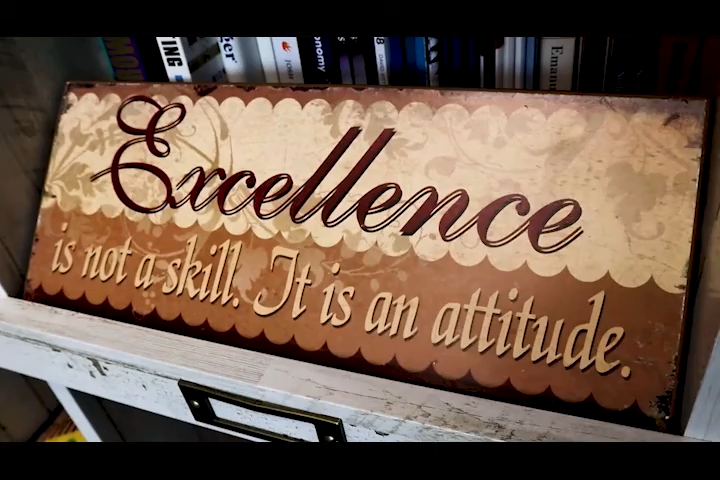 Excellence
is not a skill. It is an attitude.